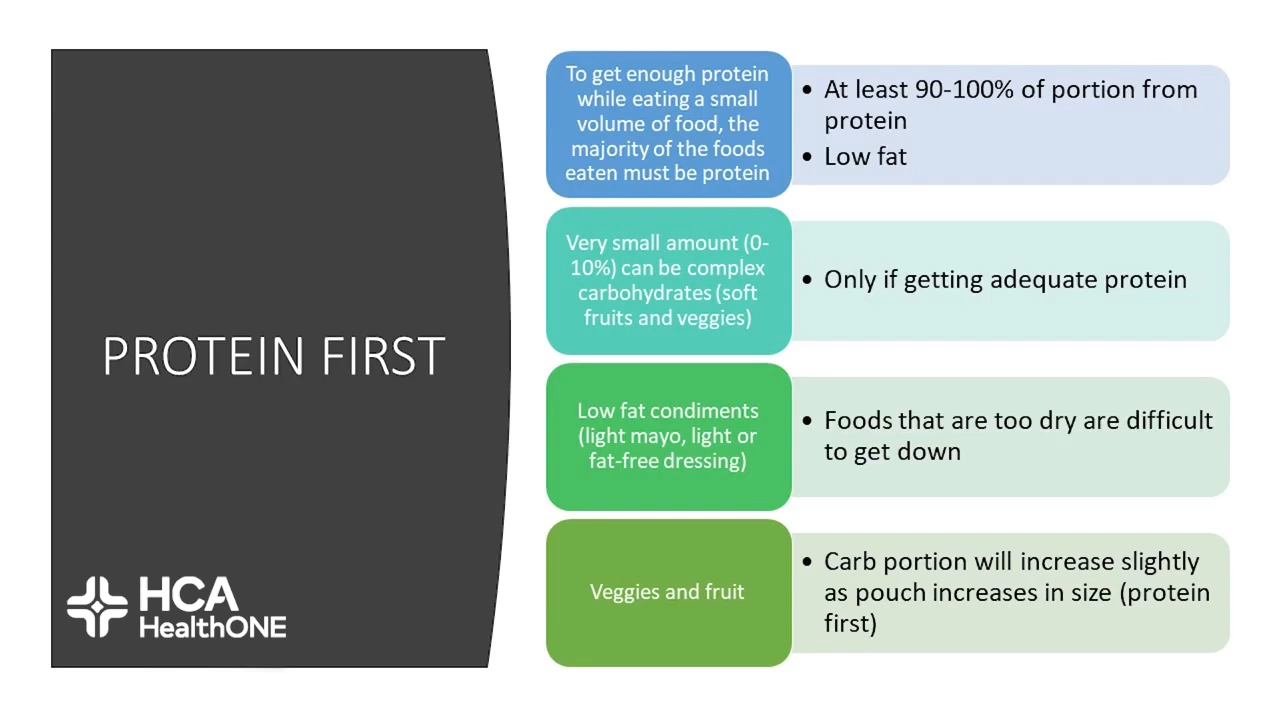 PROTEIN FIRST
HCA
HealthONE
To get enough protein
while eating a small
volume of food, the
majority of the foods
eaten must be protein
• At least 90-100% of portion from
protein
• Low fat
Very small amount (0-
10%) can be complex
carbohydrates (soft
fruits and veggies)
• Only if getting adequate protein
Low fat condiments
(light mayo, light or
fat-free dressing)
• Foods that are too dry are difficult
to get down
Veggies and fruit
• Carb portion will increase slightly
as pouch increases in size (protein
first)